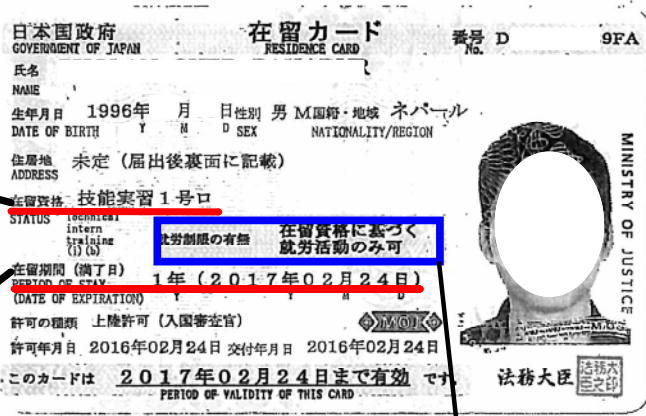 日本国政府 在留カード 番号 D 9FA
GOVERNMENT OF JAPAN RESIDENCE CARD No.
氏名
NAME
生年月日 1996年 月 日 性別 男 M 国籍・地域 ネパール
DATE OF BIRTH Y M D SEX NATIONALITY/REGION
住居地 未定（届出後裏面に記載）
ADDRESS
在留資格 技能実習1号ロ
STATUS Technical
intern
training
(i)(b)
就労制限の有無 在留資格に基づく
就労活動のみ可
在留期間（満了日） 1年（2017年02月24日）
PERIOD OF STAY
(DATE OF EXPIRATION) Y Y M D
許可の種類 上陸許可（入国審査官） MOJ
許可年月日 2016年02月24日 交付年月日 2016年02月24日
このカードは 2017年02月24日まで有効 です。
PERIOD OF VALIDITY OF THIS CARD
MINISTRY OF JUSTICE
法務大臣 法務大臣之印